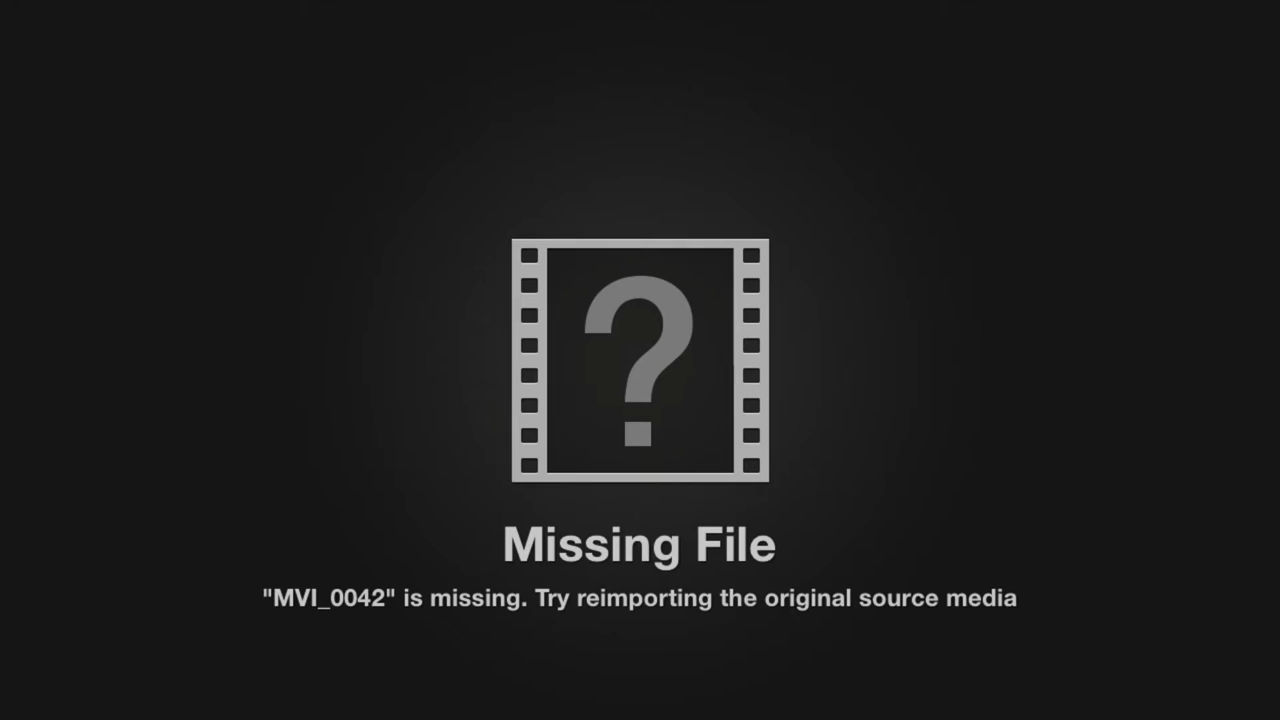 ?
Missing File
"MVI_0042" is missing. Try reimporting the original source media